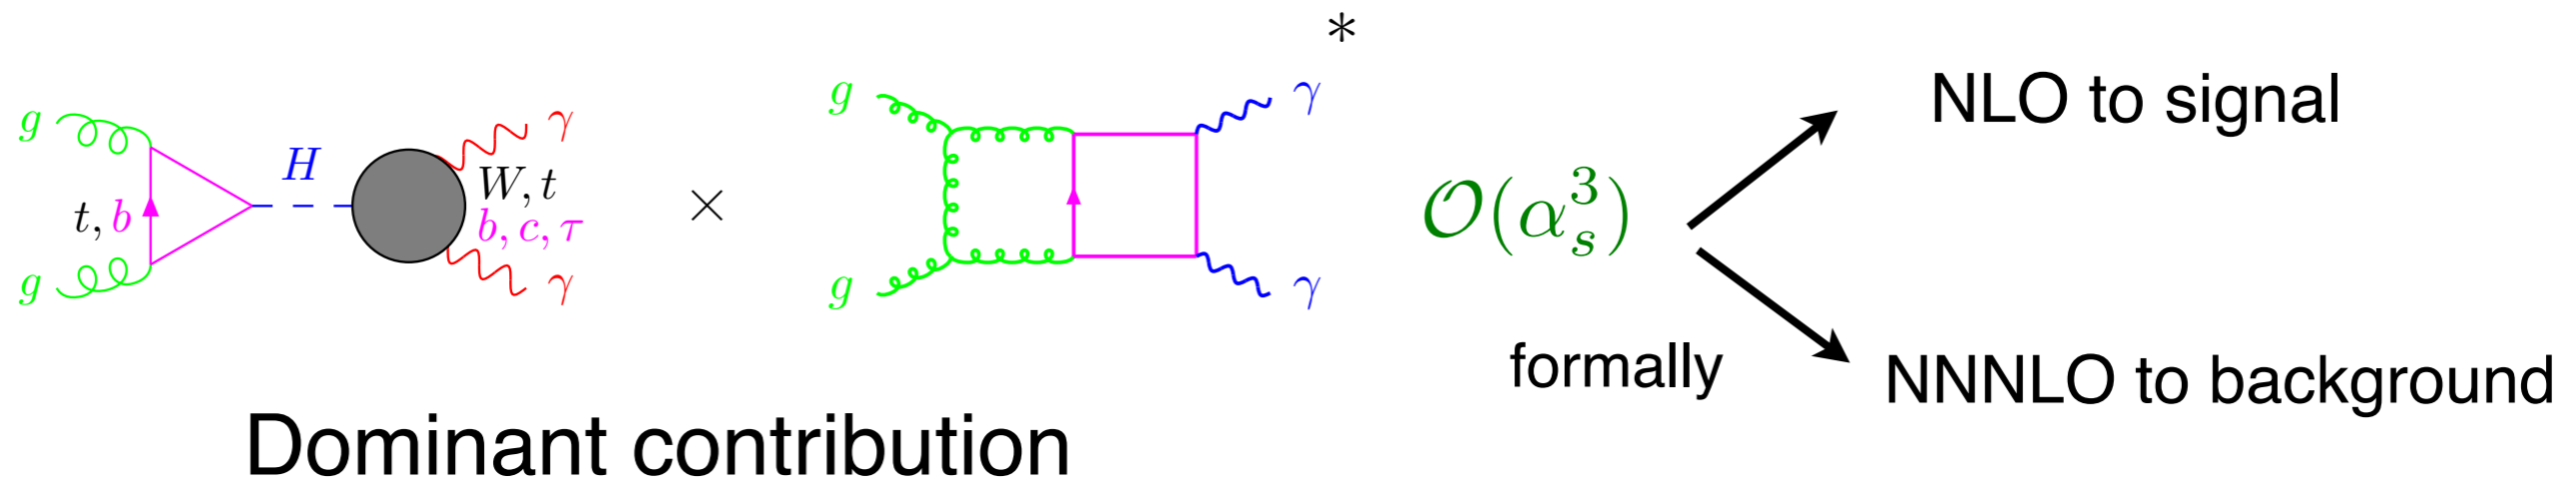 g
γ
H
W, t
t, b
b, c, τ
g
γ
×
*
g
γ
g
γ
O(α_s^3)
formally
NLO to signal
NNNLO to background
Dominant contribution